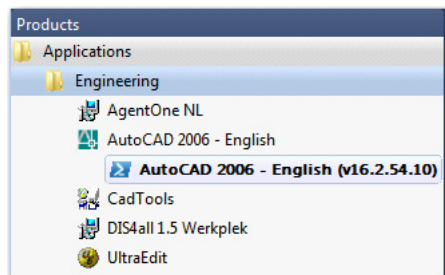 Products
Applications
Engineering
AgentOne NL
AutoCAD 2006 - English
AutoCAD 2006 - English (v16.2.54.10)
CadTools
DIS4all 1.5 Werkplek
UltraEdit